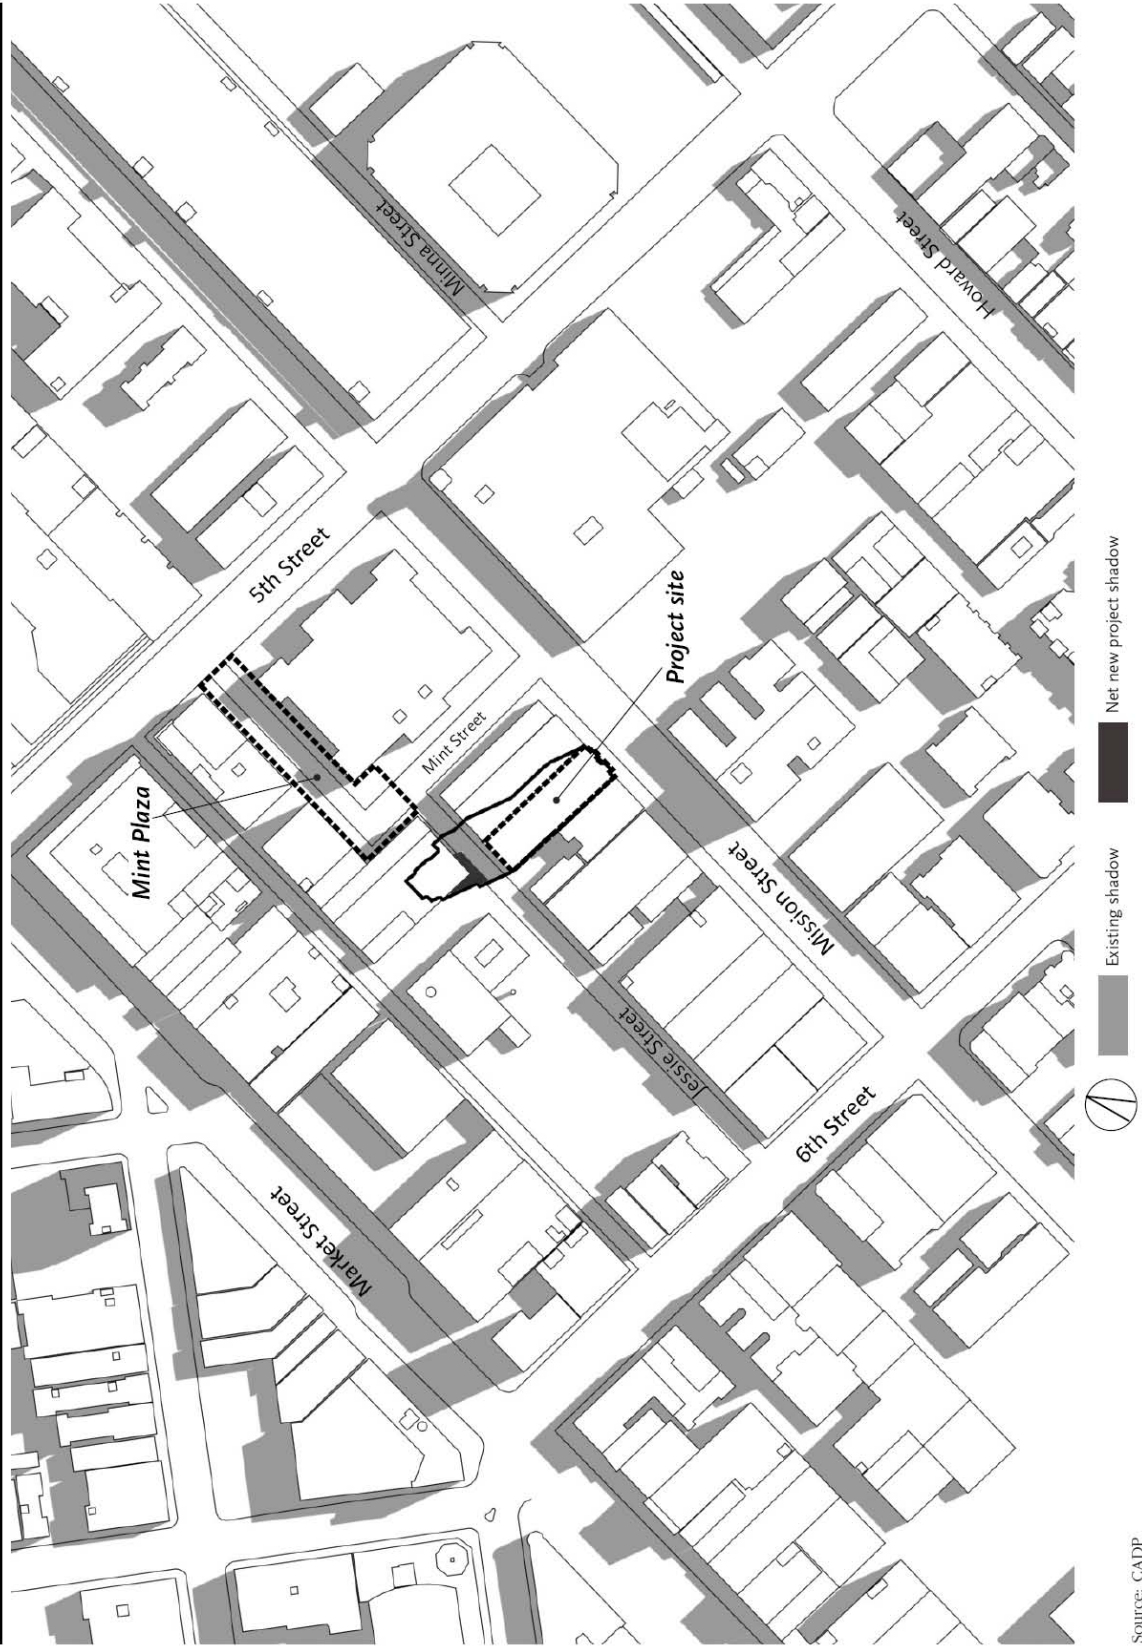 5th Street
Minna Street
Mint Plaza
Mint Street
Project site
Howard Street
Mission Street
Jessie Street
Market Street
6th Street
Existing shadow
Net new project shadow
Source: CADP